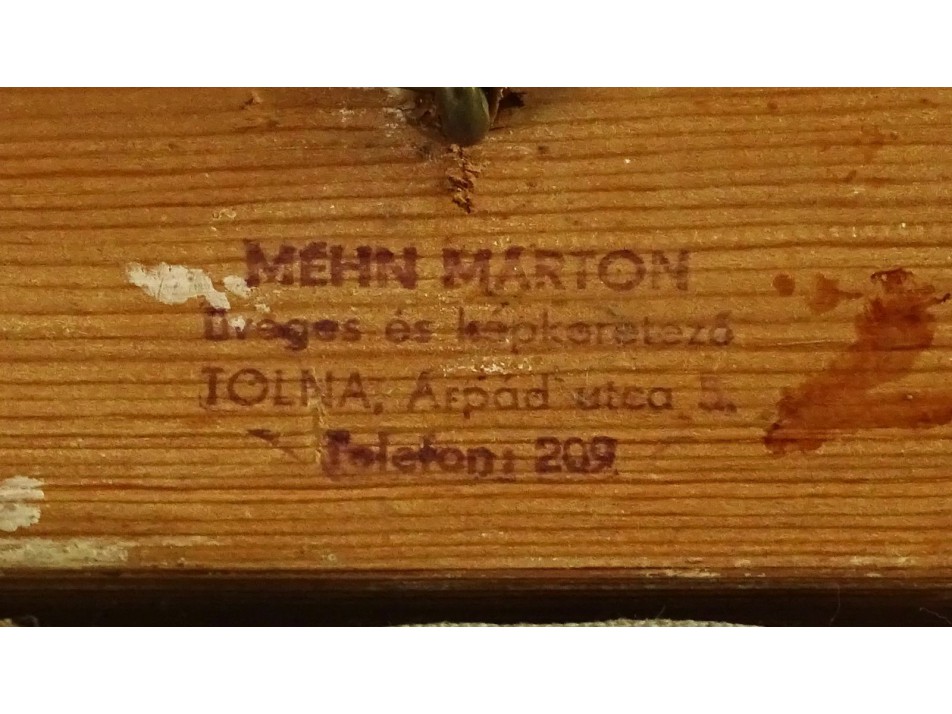 MÉHN MÁRTON
Üveges és képkeretező
TOLNA, Árpád utca 5.
Telefon: 209